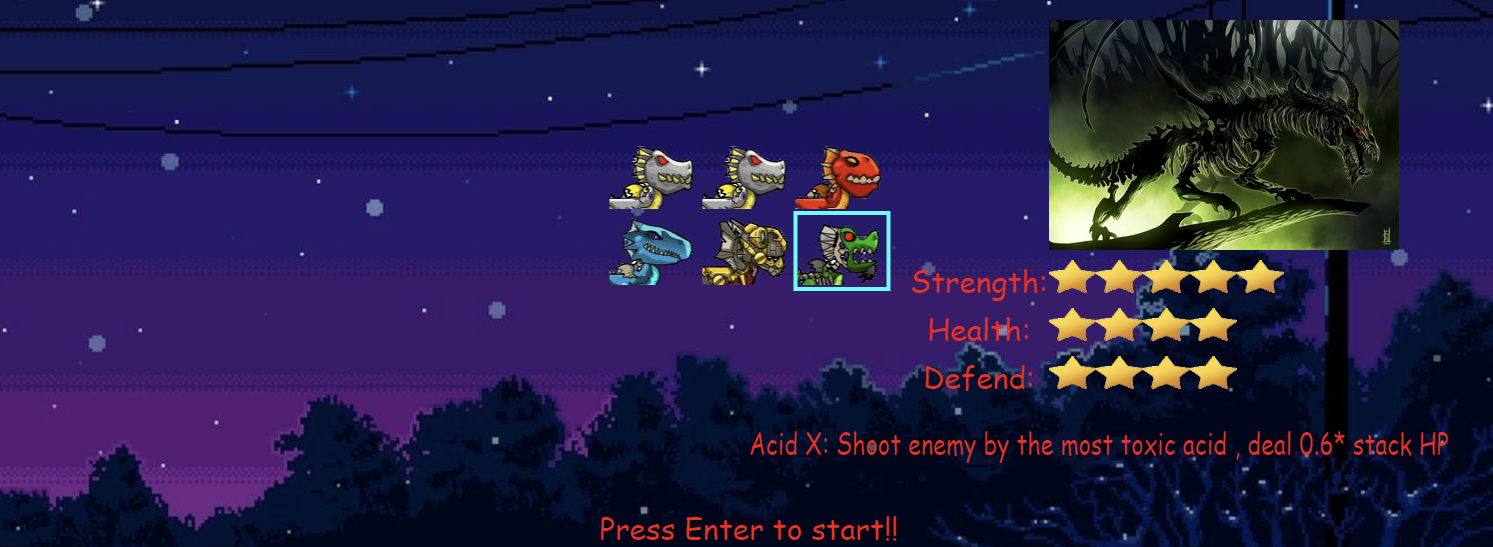 Strength:
Health:
Defend:
Acid X: Shoot enemy by the most toxic acid , deal 0.6* stack HP
Press Enter to start!!